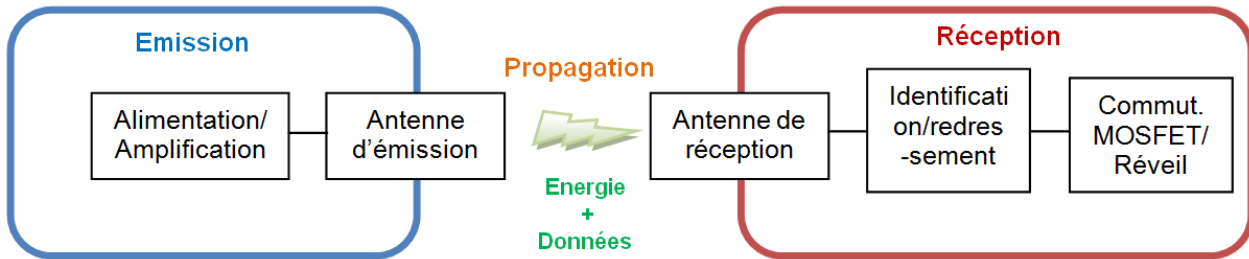 Emission
Alimentation/
Amplification
Antenne
d'émission
Propagation
Energie
+
Données
Réception
Antenne de
réception
Identificati
on/redres
-sement
Commut.
MOSFET/
Réveil